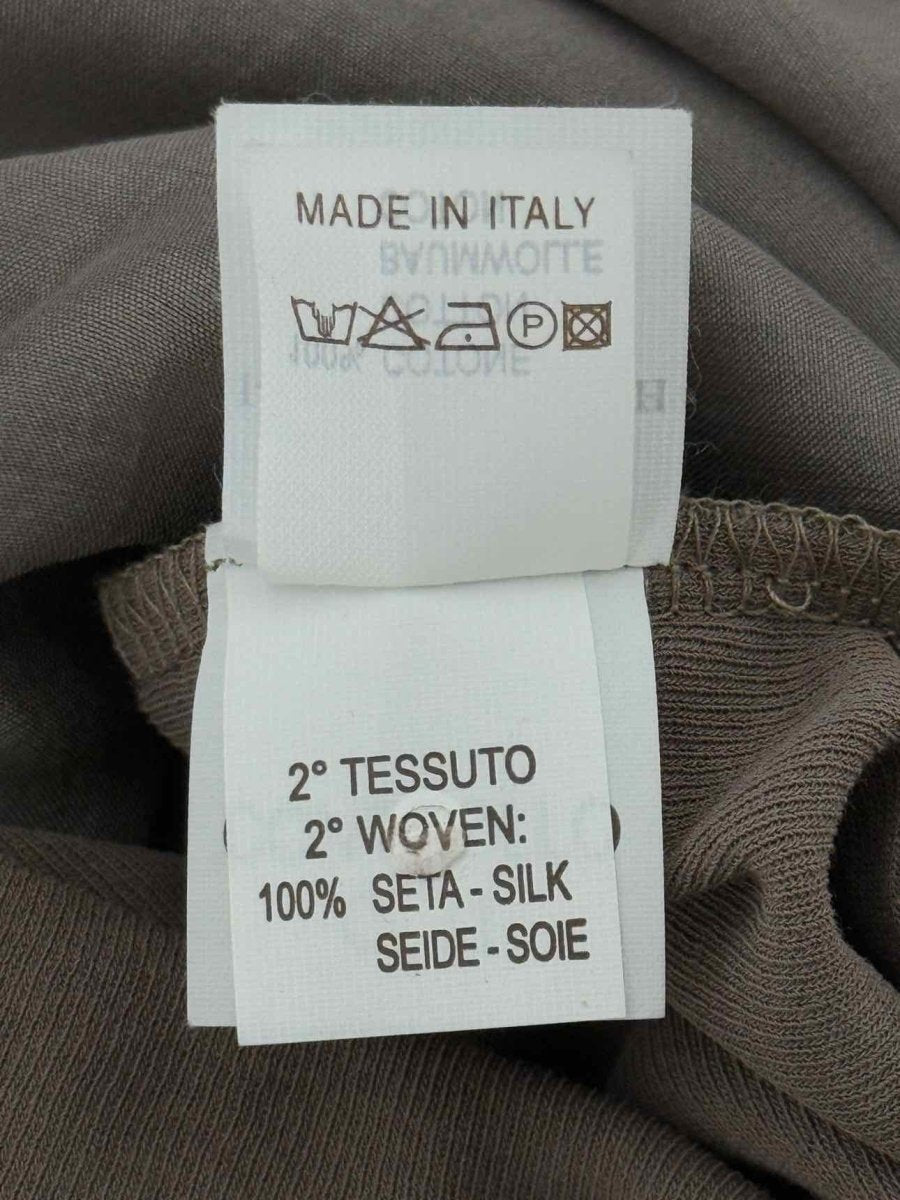 MADE IN ITALY
P
2° TESSUTO
2° WOVEN:
100% SETA - SILK
SEIDE - SOIE